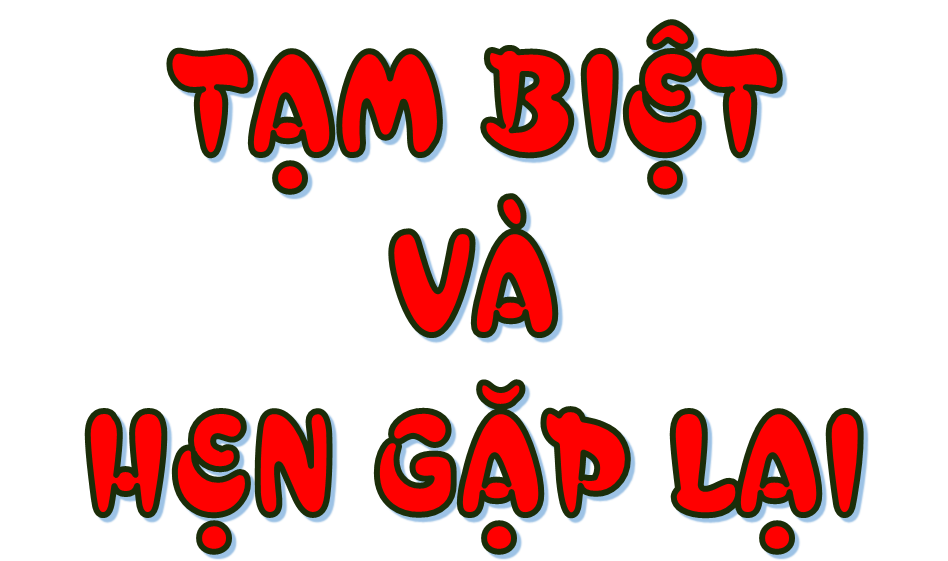 TẠM BIỆT
VÀ
HẸN GẶP LẠI